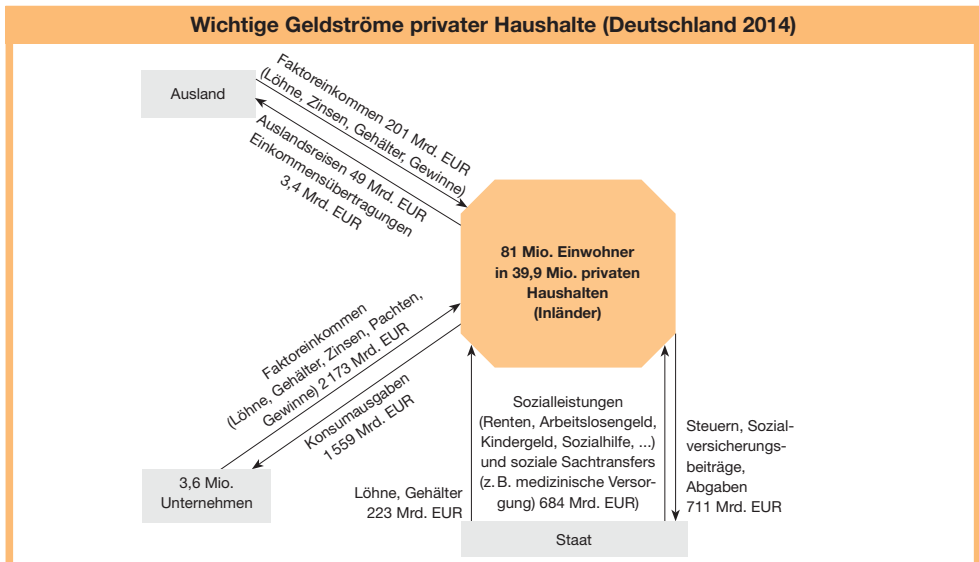 Wichtige Geldströme privater Haushalte (Deutschland 2014)
Ausland
Faktoreinkommen 201 Mrd. EUR
(Löhne, Zinsen, Gehälter, Gewinne)
Auslandsreisen 49 Mrd. EUR
Einkommensübertragungen
3,4 Mrd. EUR
81 Mio. Einwohner
in 39,9 Mio. privaten
Haushalten
(Inländer)
Faktoreinkommen
(Löhne, Gehälter, Zinsen, Pachten,
Gewinne) 2 173 Mrd. EUR
Konsumausgaben
1 559 Mrd. EUR
3,6 Mio.
Unternehmen
Löhne, Gehälter
223 Mrd. EUR
Sozialleistungen
(Renten, Arbeitslosengeld,
Kindergeld, Sozialhilfe, ...)
und soziale Sachtransfers
(z. B. medizinische Versor-
gung) 684 Mrd. EUR)
Steuern, Sozial-
versicherungs-
beiträge,
Abgaben
711 Mrd. EUR
Staat